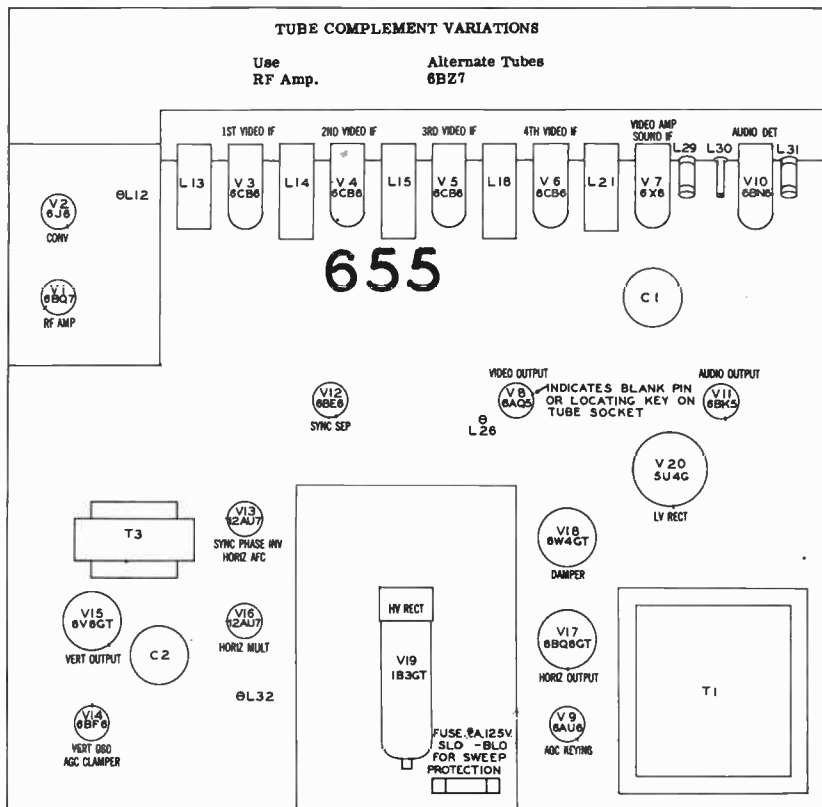 TUBE COMPLEMENT VARIATIONS
Use Alternate Tubes
RF Amp. 6BZ7
1ST VIDEO IF
2ND VIDEO IF
3RD VIDEO IF
4TH VIDEO IF
VIDEO AMP
SOUND IF
L29
L30
AUDIO DET
L31
V2
6J6
CONV
ΘL12
L13
V3
6CB6
L14
V4
6CB6
L15
V5
6CB6
L18
V6
6CB6
L21
V7
6X8
V10
6BN6
V1
6BQ7
RF AMP
655
C1
V12
6BE6
SYNC SEP
VIDEO OUTPUT
V8
6AQ5
INDICATES BLANK PIN
OR LOCATING KEY ON
TUBE SOCKET
Θ
L26
AUDIO OUTPUT
V11
6BK5
V20
5U4G
LV RECT
T3
V13
12AU7
SYNC PHASE INV
HORIZ AFC
V18
6W4GT
DAMPER
V15
6V6GT
VERT OUTPUT
C2
V16
12AU7
HORIZ MULT
HV RECT
V19
1B3GT
V17
6BQ6GT
HORIZ OUTPUT
T1
ΘL32
V14
6BF6
VERT OSC
AGC CLAMPER
FUSE. A.125V.
SLO-BLO
FOR SWEEP
PROTECTION
V9
6AU6
AGC KEYING